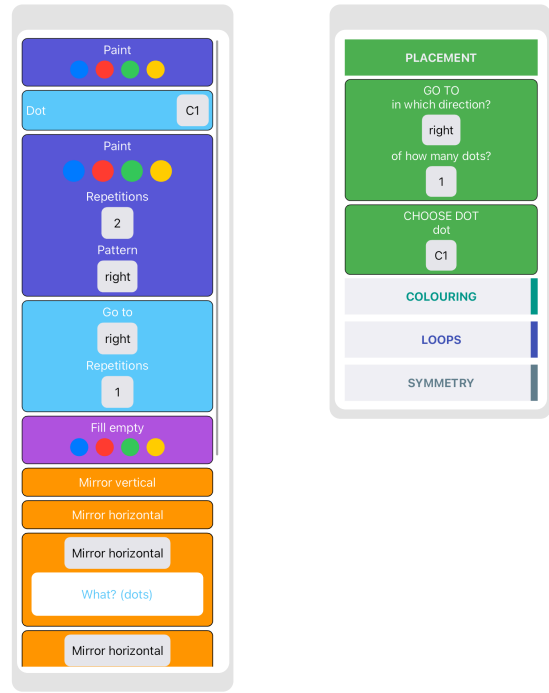 Paint
Dot
C1
Paint
Repetitions
2
Pattern
right
Go to
right
Repetitions
1
Fill empty
Mirror vertical
Mirror horizontal
Mirror horizontal
What? (dots)
Mirror horizontal
PLACEMENT
GO TO
in which direction?
right
of how many dots?
1
CHOOSE DOT
dot
C1
COLOURING
LOOPS
SYMMETRY